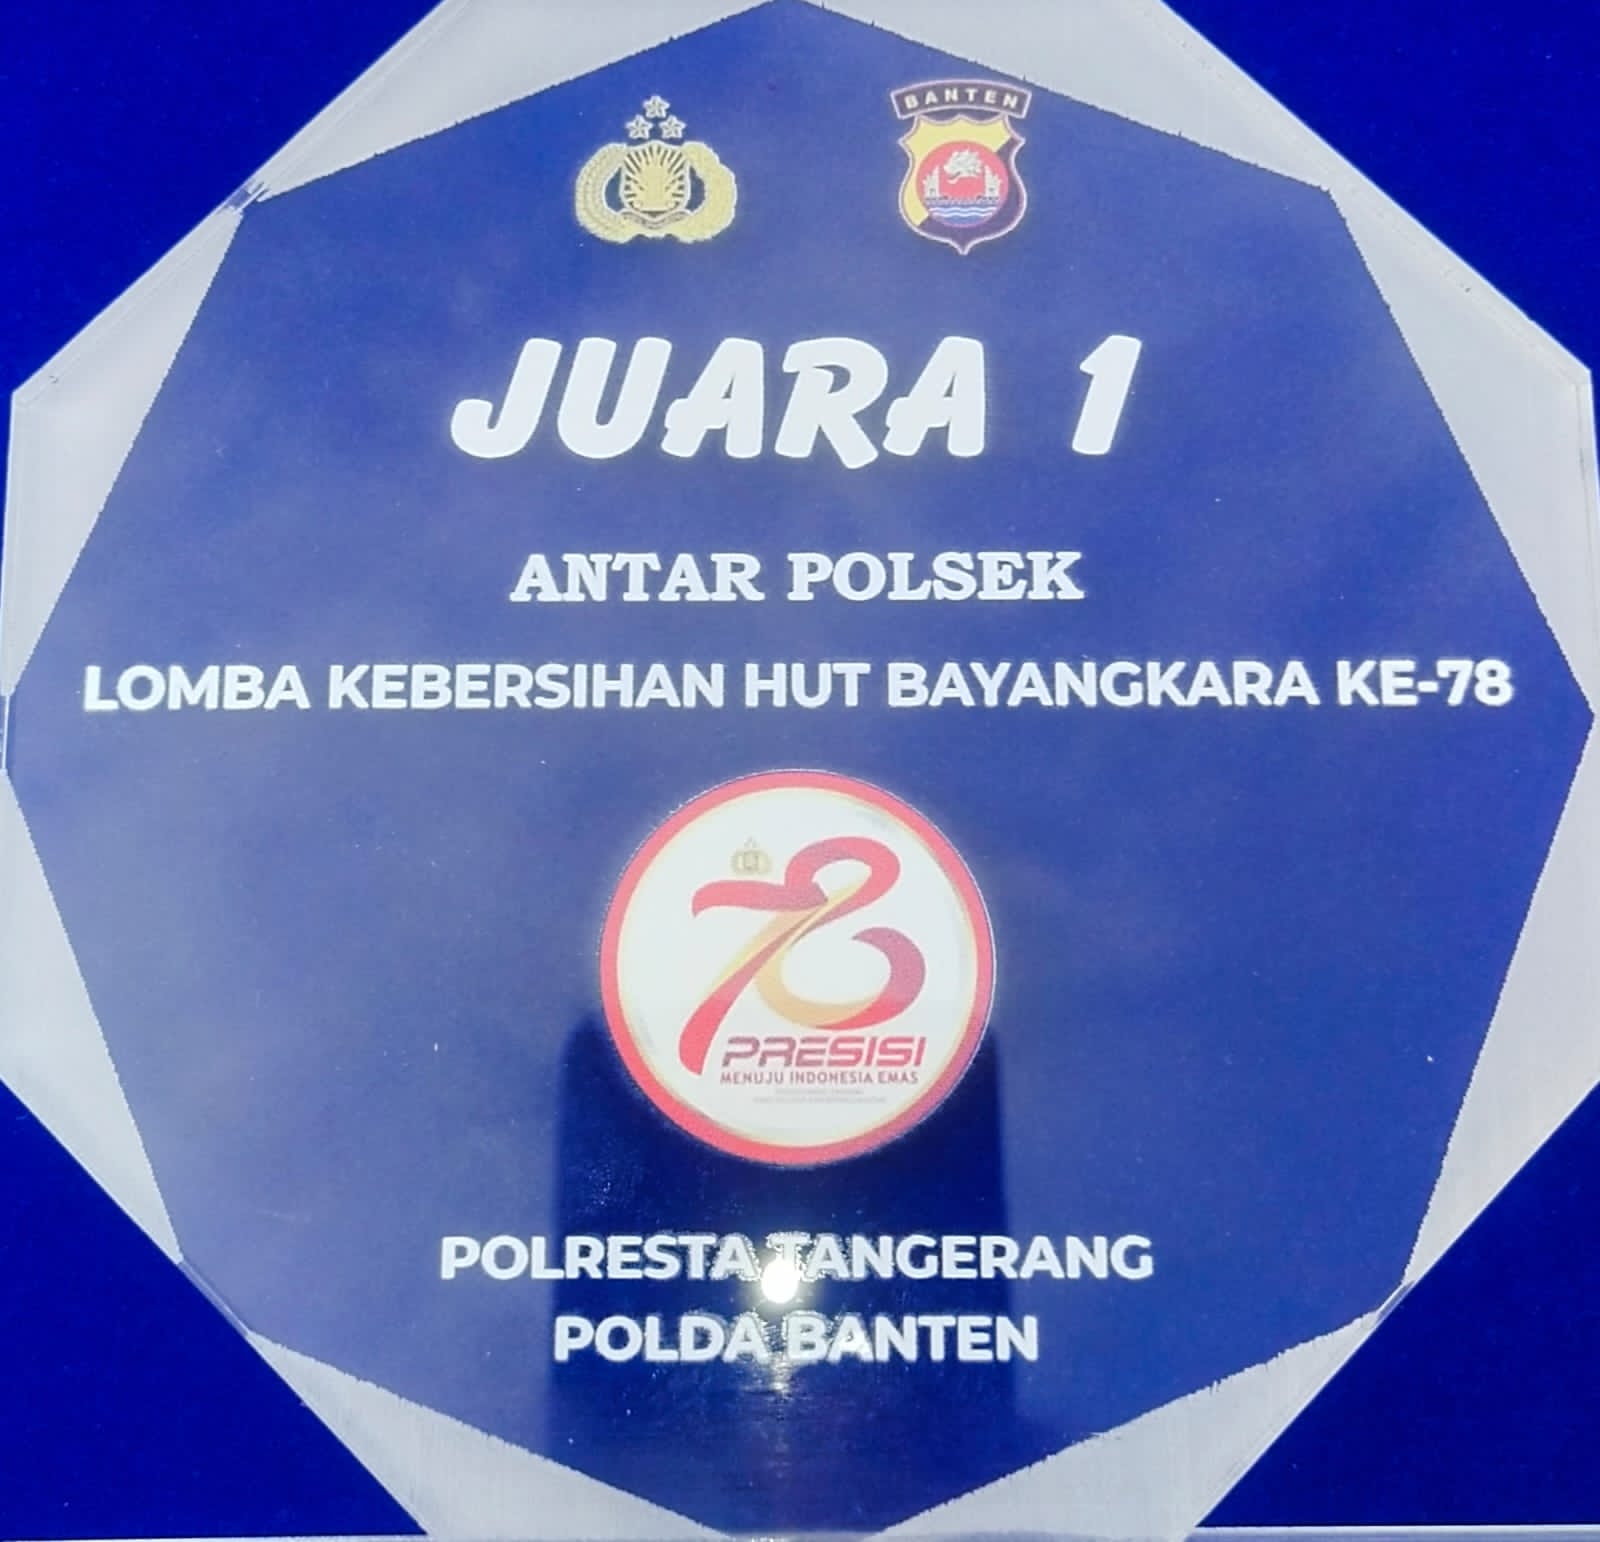 BANTEN
JUARA 1
ANTAR POLSEK
LOMBA KEBERSIHAN HUT BAYANGKARA KE-78
78
PRESISI
MENUJU INDONESIA EMAS
POLRESTA TANGERANG
POLDA BANTEN